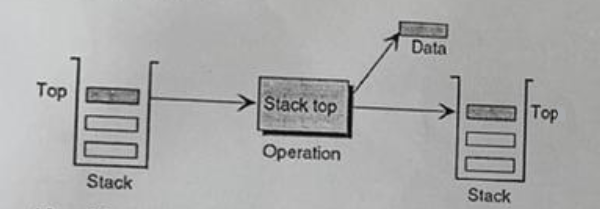 Data
Top
Stack top
Top
Operation
Stack
Stack